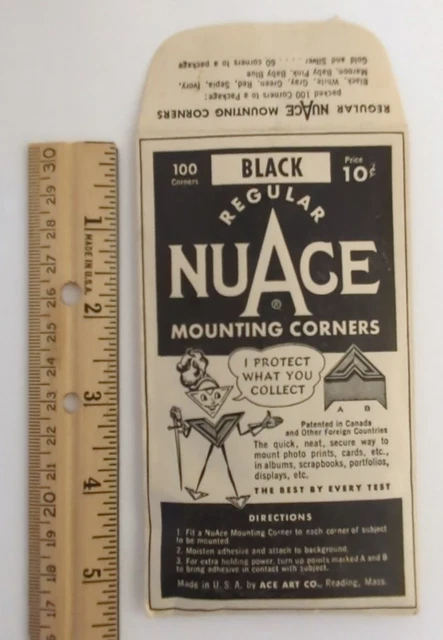 REGULAR NUACE MOUNTING CORNERS
packed 100 Corners to a Package:
Black, White, Gray, Green, Red, Sepia, Ivory,
Maroon, Baby Pink, Baby Blue
Gold and Silver . . . . 60 corners to a package
100
Corners
BLACK
Price
10¢
REGULAR
NUACE
®
MOUNTING CORNERS
I PROTECT
WHAT YOU
COLLECT
A B
Patented in Canada
and Other Foreign Countries
The quick, neat, secure way to
mount photo prints, cards, etc.,
in albums, scrapbooks, portfolios,
displays, etc.
THE BEST BY EVERY TEST
DIRECTIONS
1. Fit a NuAce Mounting Corner to each corner of subject
to be mounted.
2. Moisten adhesive and attach to background.
3. For extra holding power, turn up points marked A and B
to bring adhesive in contact with subject.
Made in U. S. A. by ACE ART CO., Reading, Mass.
MADE IN U.S.A.
1
2
3
4
5
30
29
28
27
26
25
24
23
22
21
20
19
18
17